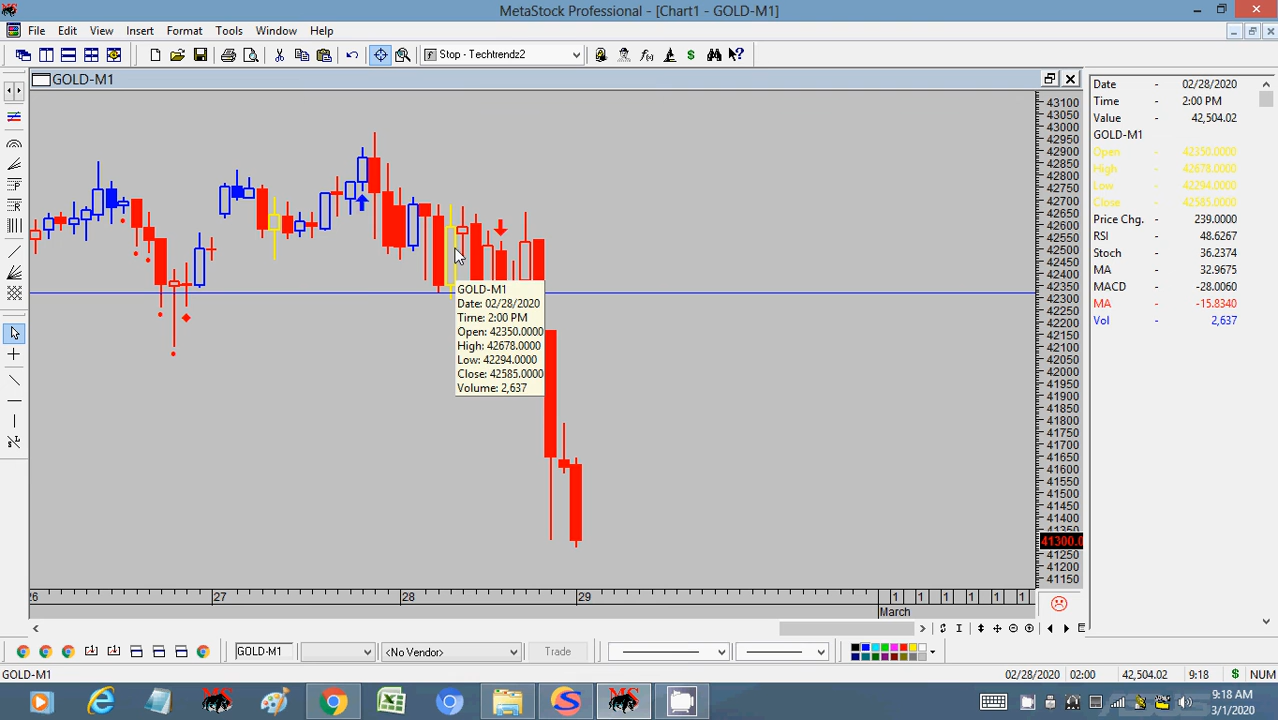 MetaStock Professional - [Chart1 - GOLD-M1]
File Edit View Insert Format Tools Window Help
Stop - Techtrendz2
GOLD-M1
43100
43050
43000
42950
42900
42850
42800
42750
42700
42650
42600
42550
42500
42450
42400
42350
42300
42250
42200
42150
42100
42050
42000
41950
41900
41850
41800
41750
41700
41650
41600
41550
41500
41450
41400
41350
41300.0
41250
41200
41150
GOLD-M1
Date: 02/28/2020
Time: 2:00 PM
Open: 42350.0000
High: 42678.0000
Low: 42294.0000
Close: 42585.0000
Volume: 2,637
26 27 28 29 1 1 1 1 1 1
March
Date - 02/28/2020
Time - 2:00 PM
Value - 42,504.02
GOLD-M1
Open - 42350.0000
High - 42678.0000
Low - 42294.0000
Close - 42585.0000
Price Chg. - 239.0000
RSI - 48.6267
Stoch - 36.2374
MA - 32.9675
MACD - -28.0060
MA - -15.8340
Vol - 2,637
GOLD-M1 <No Vendor> Trade
[GOLD-M1] 02/28/2020 02:00 42,504.02 9:18 $ NUM
9:18 AM
3/1/2020
ASUS